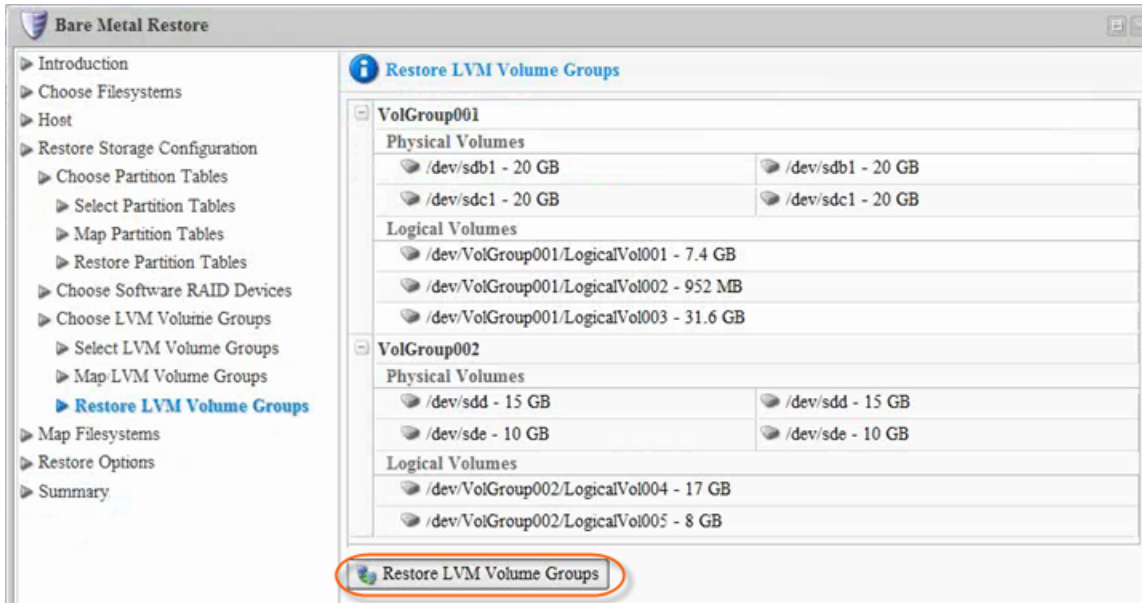 Bare Metal Restore
Introduction
Choose Filesystems
Host
Restore Storage Configuration
Choose Partition Tables
Select Partition Tables
Map Partition Tables
Restore Partition Tables
Choose Software RAID Devices
Choose LVM Volume Groups
Select LVM Volume Groups
Map LVM Volume Groups
Restore LVM Volume Groups
Map Filesystems
Restore Options
Summary
Restore LVM Volume Groups
VolGroup001
Physical Volumes
/dev/sdb1 - 20 GB /dev/sdb1 - 20 GB
/dev/sdc1 - 20 GB /dev/sdc1 - 20 GB
Logical Volumes
/dev/VolGroup001/LogicalVol001 - 7.4 GB
/dev/VolGroup001/LogicalVol002 - 952 MB
/dev/VolGroup001/LogicalVol003 - 31.6 GB
VolGroup002
Physical Volumes
/dev/sdd - 15 GB /dev/sdd - 15 GB
/dev/sde - 10 GB /dev/sde - 10 GB
Logical Volumes
/dev/VolGroup002/LogicalVol004 - 17 GB
/dev/VolGroup002/LogicalVol005 - 8 GB
Restore LVM Volume Groups